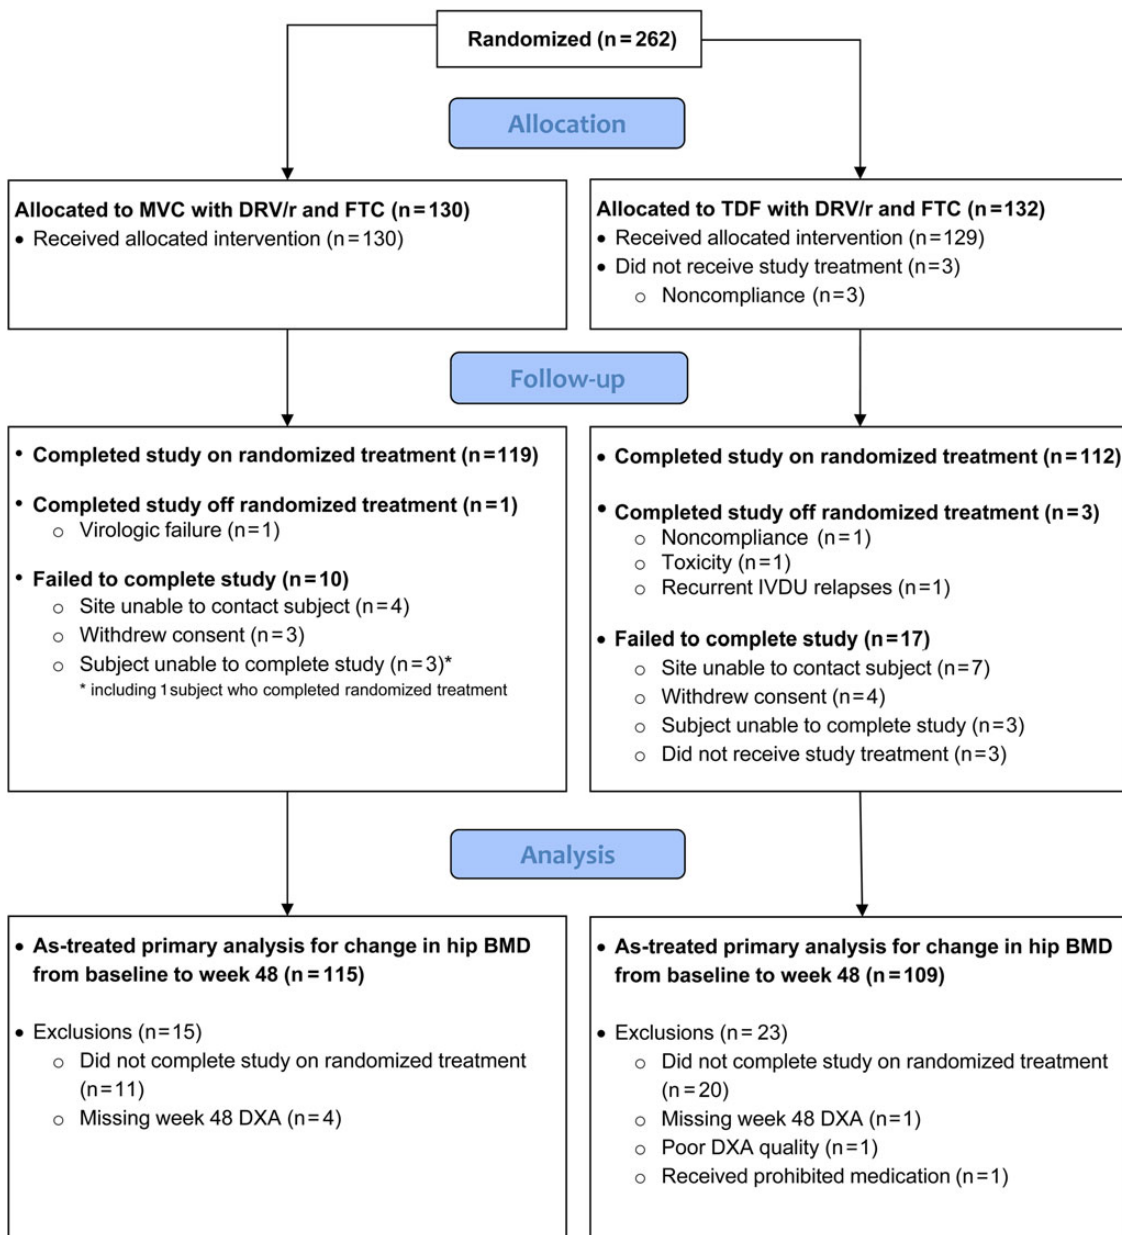 Randomized (n=262)
Allocation
Allocated to MVC with DRV/r and FTC (n=130)
• Received allocated intervention (n=130)
Allocated to TDF with DRV/r and FTC (n=132)
• Received allocated intervention (n=129)
• Did not receive study treatment (n=3)
o Noncompliance (n=3)
Follow-up
• Completed study on randomized treatment (n=119)
• Completed study off randomized treatment (n=1)
o Virologic failure (n=1)
• Failed to complete study (n=10)
o Site unable to contact subject (n=4)
o Withdrew consent (n=3)
o Subject unable to complete study (n=3)*
* including 1 subject who completed randomized treatment
• Completed study on randomized treatment (n=112)
• Completed study off randomized treatment (n=3)
o Noncompliance (n=1)
o Toxicity (n=1)
o Recurrent IVDU relapses (n=1)
• Failed to complete study (n=17)
o Site unable to contact subject (n=7)
o Withdrew consent (n=4)
o Subject unable to complete study (n=3)
o Did not receive study treatment (n=3)
Analysis
• As-treated primary analysis for change in hip BMD
from baseline to week 48 (n=115)
• Exclusions (n=15)
o Did not complete study on randomized treatment
(n=11)
o Missing week 48 DXA (n=4)
• As-treated primary analysis for change in hip BMD
from baseline to week 48 (n=109)
• Exclusions (n=23)
o Did not complete study on randomized treatment
(n=20)
o Missing week 48 DXA (n=1)
o Poor DXA quality (n=1)
o Received prohibited medication (n=1)